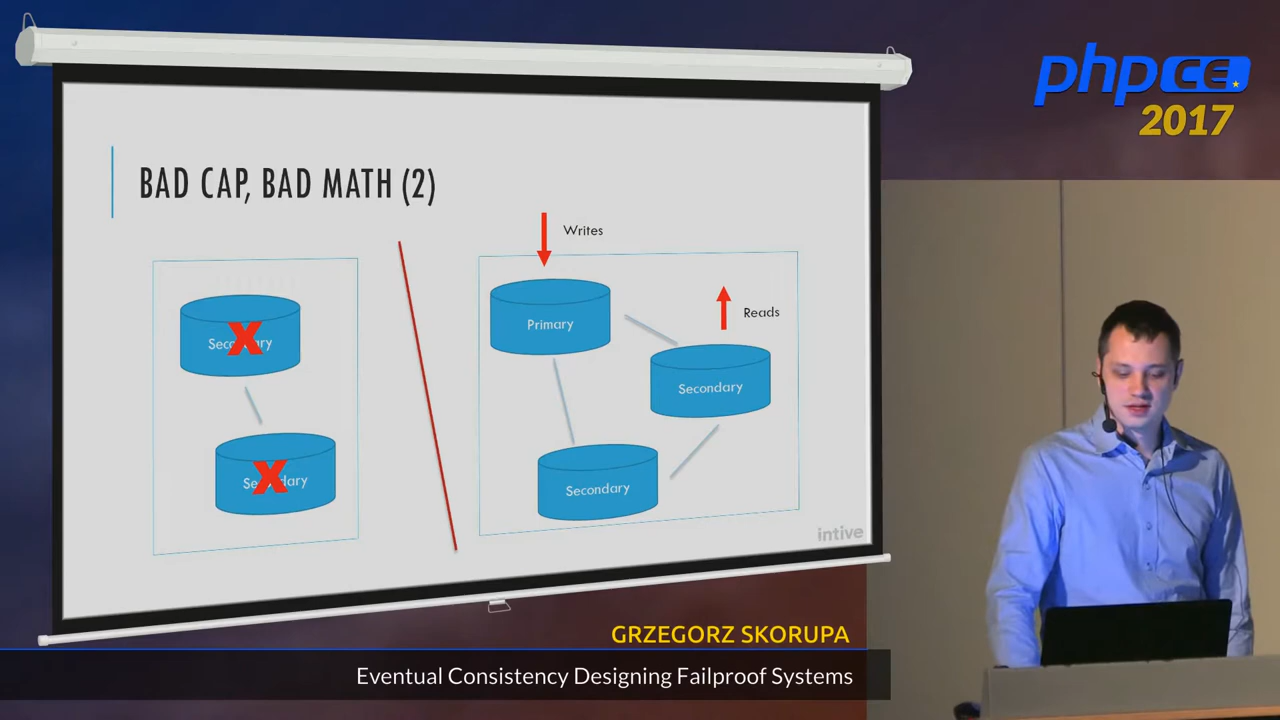 phpCE
2017
BAD CAP, BAD MATH (2)
Writes
Reads
Secondary
Primary
Secondary
Secondary
Secondary
intive
GRZEGORZ SKORUPA
Eventual Consistency Designing Failproof Systems